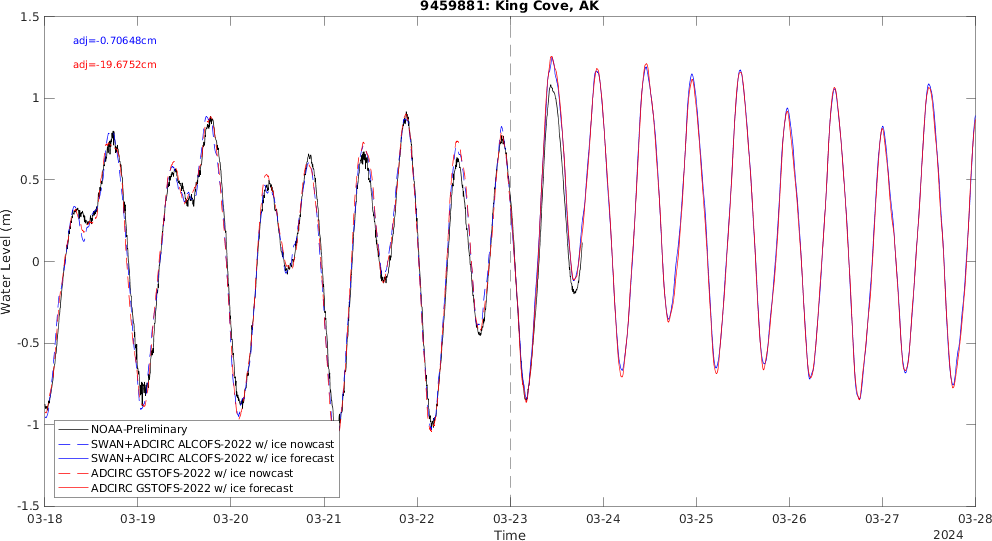 9459881: King Cove, AK
adj=-0.70648cm
adj=-19.6752cm
Water Level (m)
1.5
1
0.5
0
-0.5
-1
-1.5
NOAA-Preliminary
SWAN+ADCIRC ALCOFS-2022 w/ ice nowcast
SWAN+ADCIRC ALCOFS-2022 w/ ice forecast
ADCIRC GSTOFS-2022 w/ ice nowcast
ADCIRC GSTOFS-2022 w/ ice forecast
03-18 03-19 03-20 03-21 03-22 03-23 03-24 03-25 03-26 03-27 03-28
Time
2024